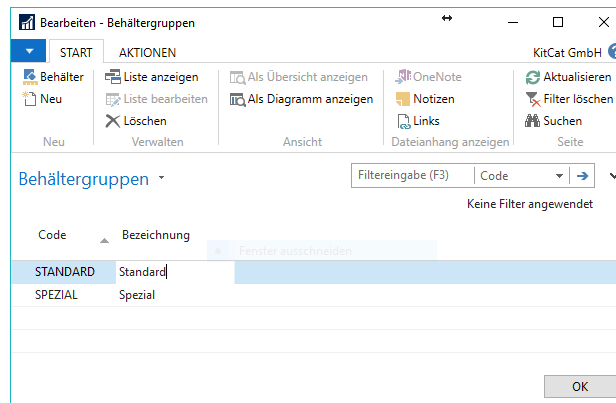 Bearbeiten - Behältergruppen
START AKTIONEN KitCat GmbH
Behälter Liste anzeigen Als Übersicht anzeigen OneNote Aktualisieren
Neu Liste bearbeiten Als Diagramm anzeigen Notizen Filter löschen
Löschen Links Suchen
Neu Verwalten Ansicht Dateianhang anzeigen Seite
Behältergruppen Filtereingabe (F3) Code
Keine Filter angewendet
Code Bezeichnung
Fenster ausschneiden
STANDARD Standard
SPEZIAL Spezial
OK